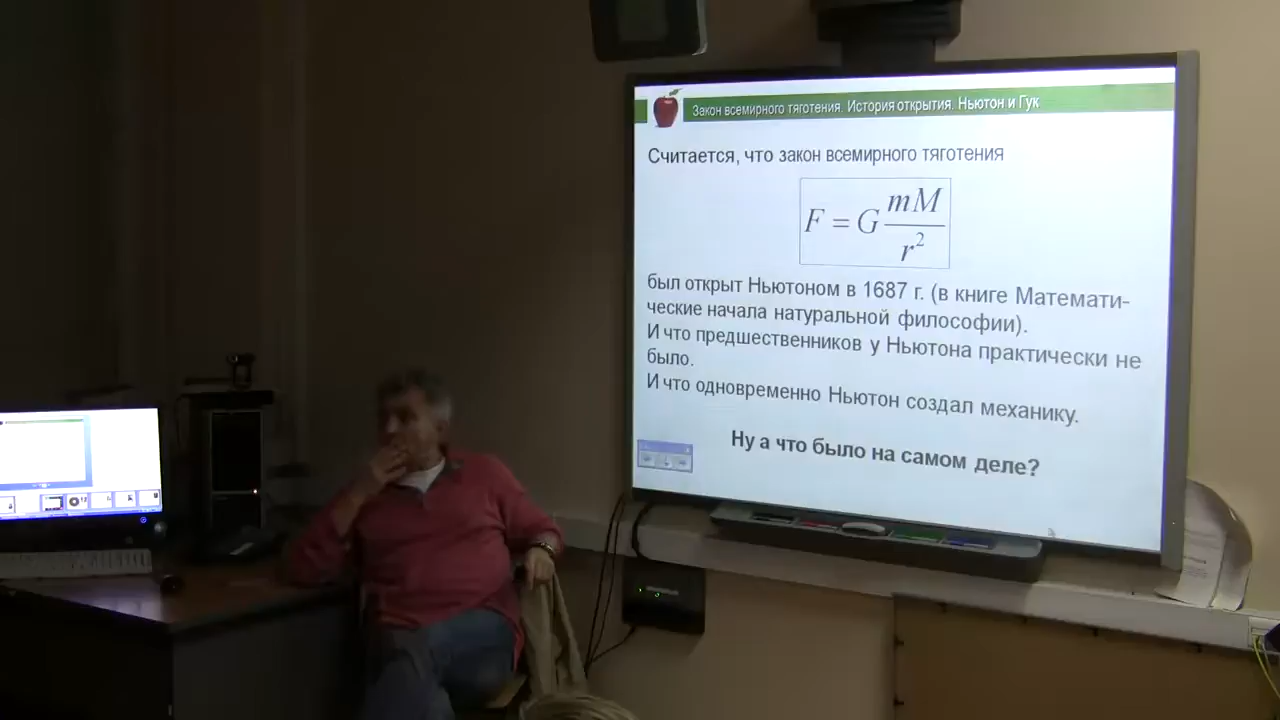 Закон всемирного тяготения. История открытия. Ньютон и Гук
Считается, что закон всемирного тяготения
F = G mM / r²
был открыт Ньютоном в 1687 г. (в книге Математи-
ческие начала натуральной философии).
И что предшественников у Ньютона практически не
было.
И что одновременно Ньютон создал механику.
Ну а что было на самом деле?